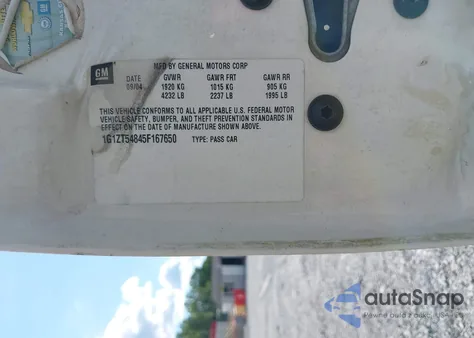 CHEVROLET
GM
MFD BY GENERAL MOTORS CORP
DATE GVWR GAWR FRT GAWR RR
09/04 1920 KG 1015 KG 905 KG
4232 LB 2237 LB 1995 LB
THIS VEHICLE CONFORMS TO ALL APPLICABLE U.S. FEDERAL MOTOR
VEHICLE SAFETY, BUMPER, AND THEFT PREVENTION STANDARDS IN
EFFECT ON THE DATE OF MANUFACTURE SHOWN ABOVE.
1G1ZT54845F167650 TYPE: PASS CAR
autoSnap